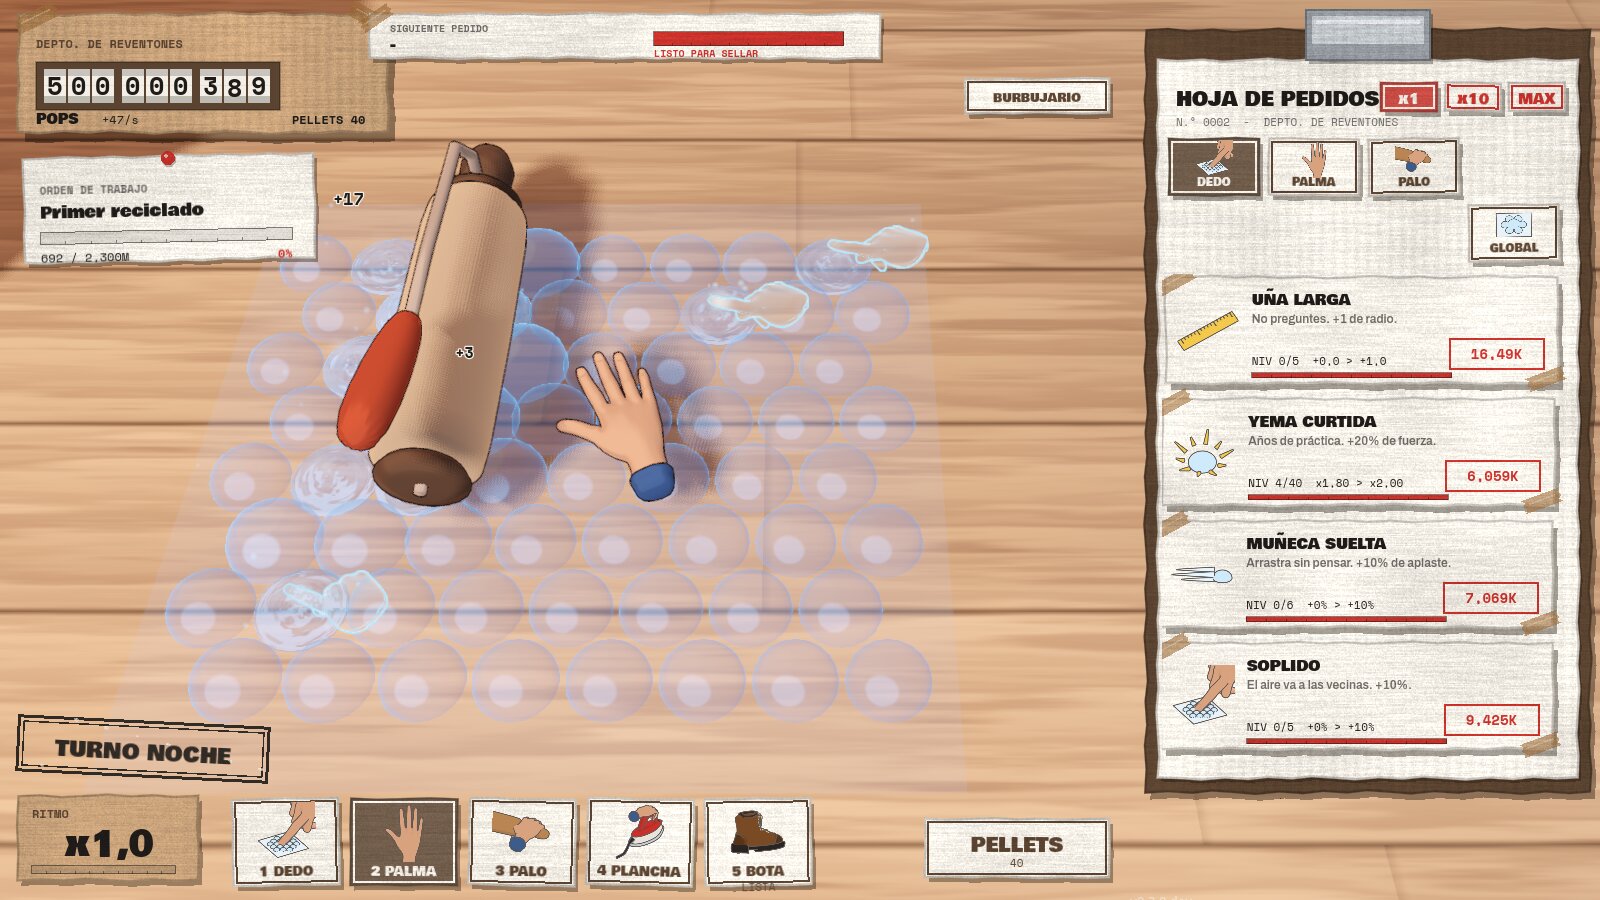 DEPTO. DE REVENTONES
500 000 389
POPS +47/s PELLETS 40
SIGUIENTE PEDIDO
-
LISTO PARA SELLAR
BURBUJARIO
ORDEN DE TRABAJO
Primer reciclado
0%
692 / 2,300M
+17
+3
HOJA DE PEDIDOS x1 x10 MAX
N.° 0002 - DEPTO. DE REVENTONES
DEDO PALMA PALO
GLOBAL
UÑA LARGA
No preguntes. +1 de radio.
NIV 0/5 +0,0 > +1,0
16,49K
YEMA CURTIDA
Años de práctica. +20% de fuerza.
NIV 4/40 x1,80 > x2,00
6,059K
MUÑECA SUELTA
Arrastra sin pensar. +10% de aplaste.
NIV 0/6 +0% > +10%
7,069K
SOPLIDO
El aire va a las vecinas. +10%.
NIV 0/5 +0% > +10%
9,425K
TURNO NOCHE
RITMO
x1,0
1 DEDO
2 PALMA
3 PALO
4 PLANCHA
5 BOTA
LISTA
PELLETS
40